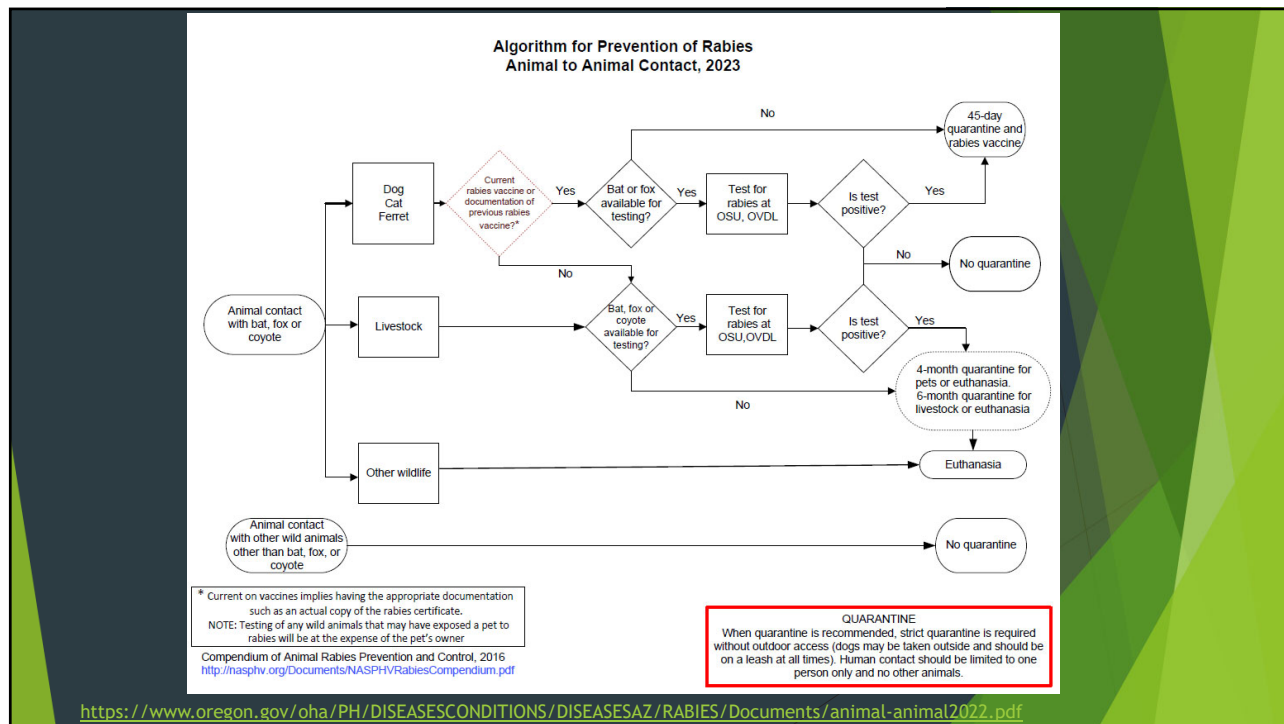 Algorithm for Prevention of Rabies
Animal to Animal Contact, 2023
No
45-day
quarantine and
rabies vaccine
Dog
Cat
Ferret
Current
rabies vaccine or
documentation of
previous rabies
vaccine?*
Yes
Bat or fox
available for
testing?
Yes
Test for
rabies at
OSU, OVDL
Is test
positive?
Yes
No
No
No quarantine
Animal contact
with bat, fox or
coyote
Livestock
Bat, fox or
coyote
available for
testing?
Yes
Test for
rabies at
OSU,OVDL
Is test
positive?
Yes
No
4-month quarantine for
pets or euthanasia.
6-month quarantine for
livestock or euthanasia
Other wildlife
Euthanasia
Animal contact
with other wild animals
other than bat, fox, or
coyote
No quarantine
* Current on vaccines implies having the appropriate documentation
such as an actual copy of the rabies certificate.
NOTE: Testing of any wild animals that may have exposed a pet to
rabies will be at the expense of the pet's owner
Compendium of Animal Rabies Prevention and Control, 2016
http://nasphv.org/Documents/NASPHVRabiesCompendium.pdf
QUARANTINE
When quarantine is recommended, strict quarantine is required
without outdoor access (dogs may be taken outside and should be
on a leash at all times). Human contact should be limited to one
person only and no other animals.
https://www.oregon.gov/oha/PH/DISEASESCONDITIONS/DISEASESAZ/RABIES/Documents/animal-animal2022.pdf